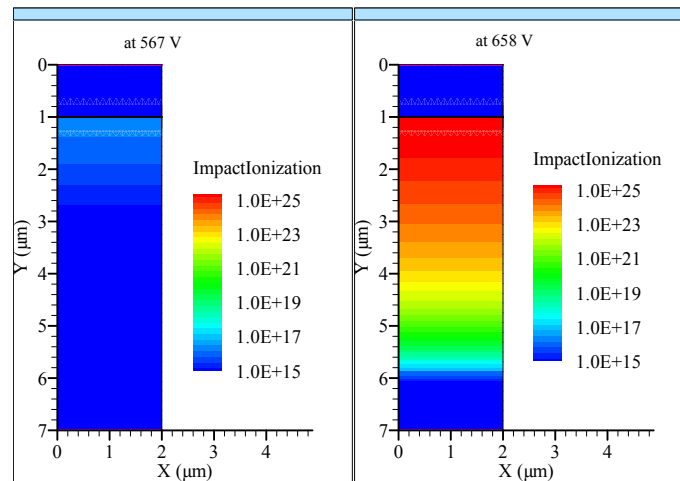 at 567 V
0
1
2
3
4
5
6
7
Y (μm)
0 1 2 3 4
X (μm)
ImpactIonization
1.0E+25
1.0E+23
1.0E+21
1.0E+19
1.0E+17
1.0E+15
at 658 V
0
1
2
3
4
5
6
7
Y (μm)
0 1 2 3 4
X (μm)
ImpactIonization
1.0E+25
1.0E+23
1.0E+21
1.0E+19
1.0E+17
1.0E+15